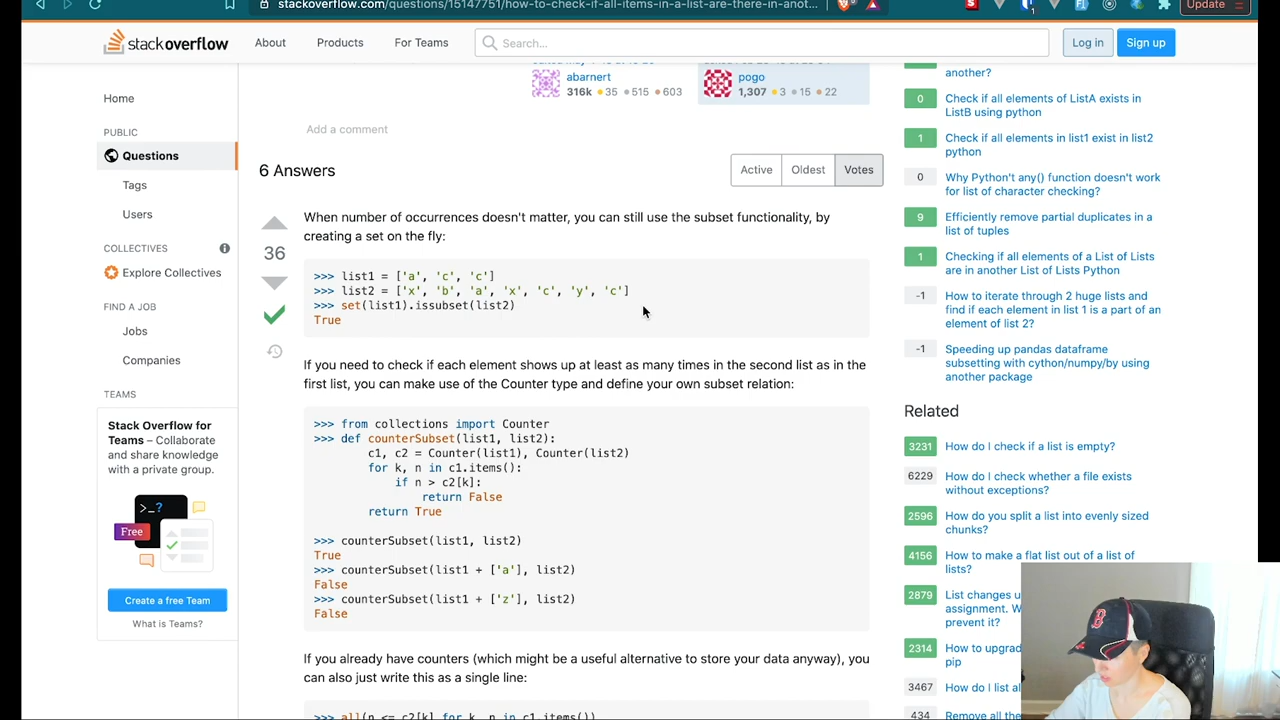 stackoverflow.com/questions/15147751/how-to-check-if-all-items-in-a-list-are-there-in-anot...
Update
stack overflow
About
Products
For Teams
Search...
Log in
Sign up
Home
PUBLIC
Questions
Tags
Users
COLLECTIVES
Explore Collectives
FIND A JOB
Jobs
Companies
TEAMS
Stack Overflow for
Teams – Collaborate
and share knowledge
with a private group.
>_?
Free
Create a free Team
What is Teams?
abarnert
316k 35 515 603
pogo
1,307 3 15 22
Add a comment
6 Answers
Active
Oldest
Votes
36
When number of occurrences doesn't matter, you can still use the subset functionality, by
creating a set on the fly:
>>> list1 = ['a', 'c', 'c']
>>> list2 = ['x', 'b', 'a', 'x', 'c', 'y', 'c']
>>> set(list1).issubset(list2)
True
If you need to check if each element shows up at least as many times in the second list as in the
first list, you can make use of the Counter type and define your own subset relation:
>>> from collections import Counter
>>> def counterSubset(list1, list2):
c1, c2 = Counter(list1), Counter(list2)
for k, n in c1.items():
if n > c2[k]:
return False
return True
>>> counterSubset(list1, list2)
True
>>> counterSubset(list1 + ['a'], list2)
False
>>> counterSubset(list1 + ['z'], list2)
False
If you already have counters (which might be a useful alternative to store your data anyway), you
can also just write this as a single line:
>>> all(n <= c2[k] for k, n in c1.items())
another?
0
Check if all elements of ListA exists in
ListB using python
1
Check if all elements in list1 exist in list2
python
0
Why Python's any() function doesn't work
for list of character checking?
9
Efficiently remove partial duplicates in a
list of tuples
1
Checking if all elements of a List of Lists
are in another List of Lists Python
-1
How to iterate through 2 huge lists and
find if each element in list 1 is a part of an
element of list 2?
-1
Speeding up pandas dataframe
subsetting with cython/numpy/by using
another package
Related
3231
How do I check if a list is empty?
6229
How do I check whether a file exists
without exceptions?
2596
How do you split a list into evenly sized
chunks?
4156
How to make a flat list out of a list of
lists?
2879
List changes u
assignment. W
prevent it?
2314
How to upgrad
pip
3467
How do I list al
434
Remove all the
B